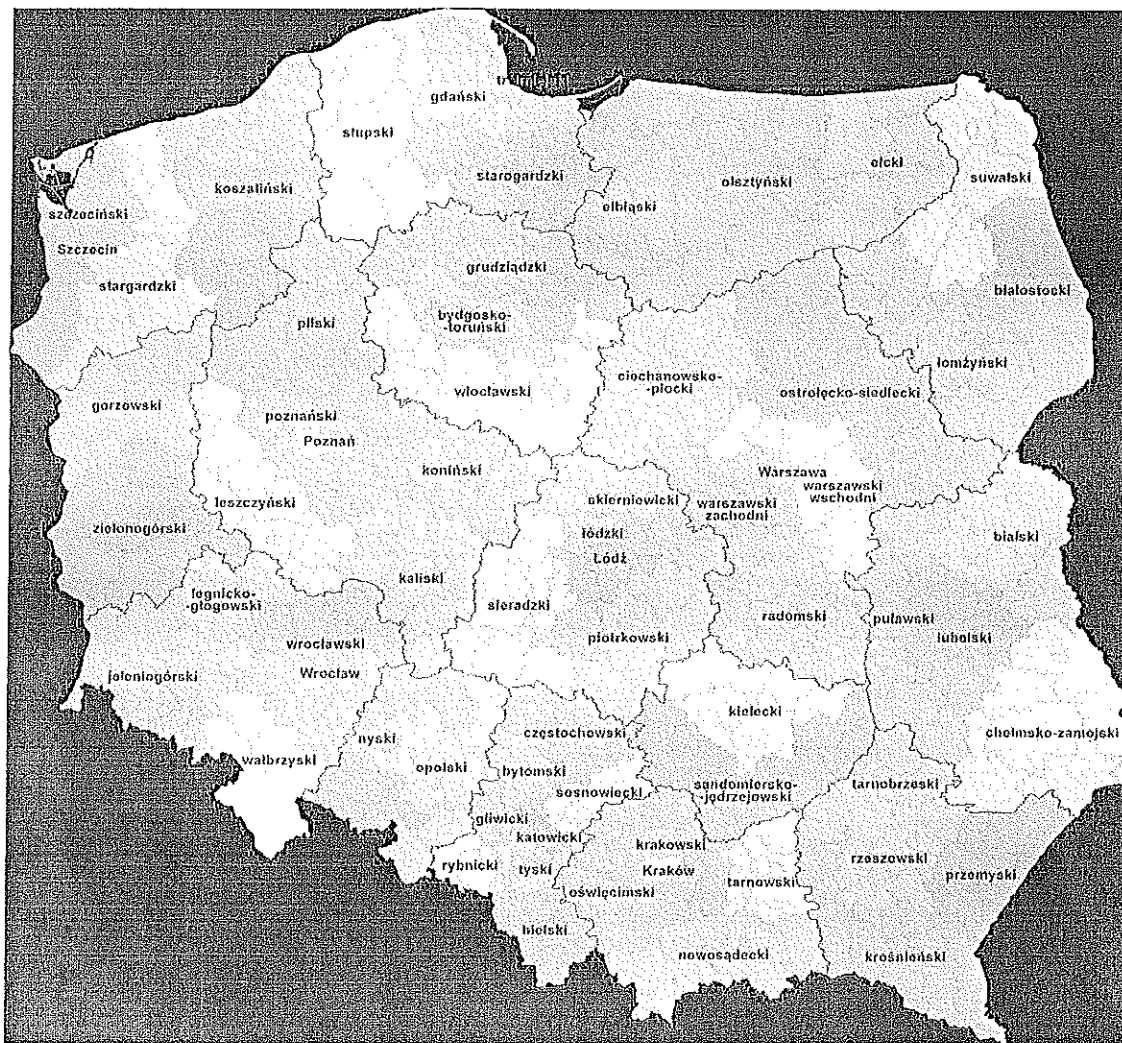 trójmiejski
gdański
słupski
starogardzki
koszaliński
szczeciński
Szczecin
stargardzki
ełcki
olsztyński
elbląski
suwalski
białostocki
łomżyński
grudziądzki
bydgosko-
-toruński
włocławski
pilski
poznański
Poznań
koniński
leszczyński
kaliski
gorzowski
zielonogórski
ciechanowsko-
-płocki
ostrołęcko-siedlecki
Warszawa
warszawski
wschodni
warszawski
zachodni
radomski
skierniewicki
łódzki
Łódź
sieradzki
piotrkowski
bialski
puławski
lubelski
chełmsko-zamojski
legnicko-
-głogowski
wrocławski
Wrocław
jeleniogórski
wałbrzyski
nyski
opolski
częstochowski
bytomski
sosnowiecki
gliwicki
katowicki
rybnicki
tyski
bielski
kielecki
sandomiersko-
-jędrzejowski
krakowski
Kraków
oświęcimski
tarnowski
nowosądecki
tarnobrzeski
rzeszowski
przemyski
krośnieński